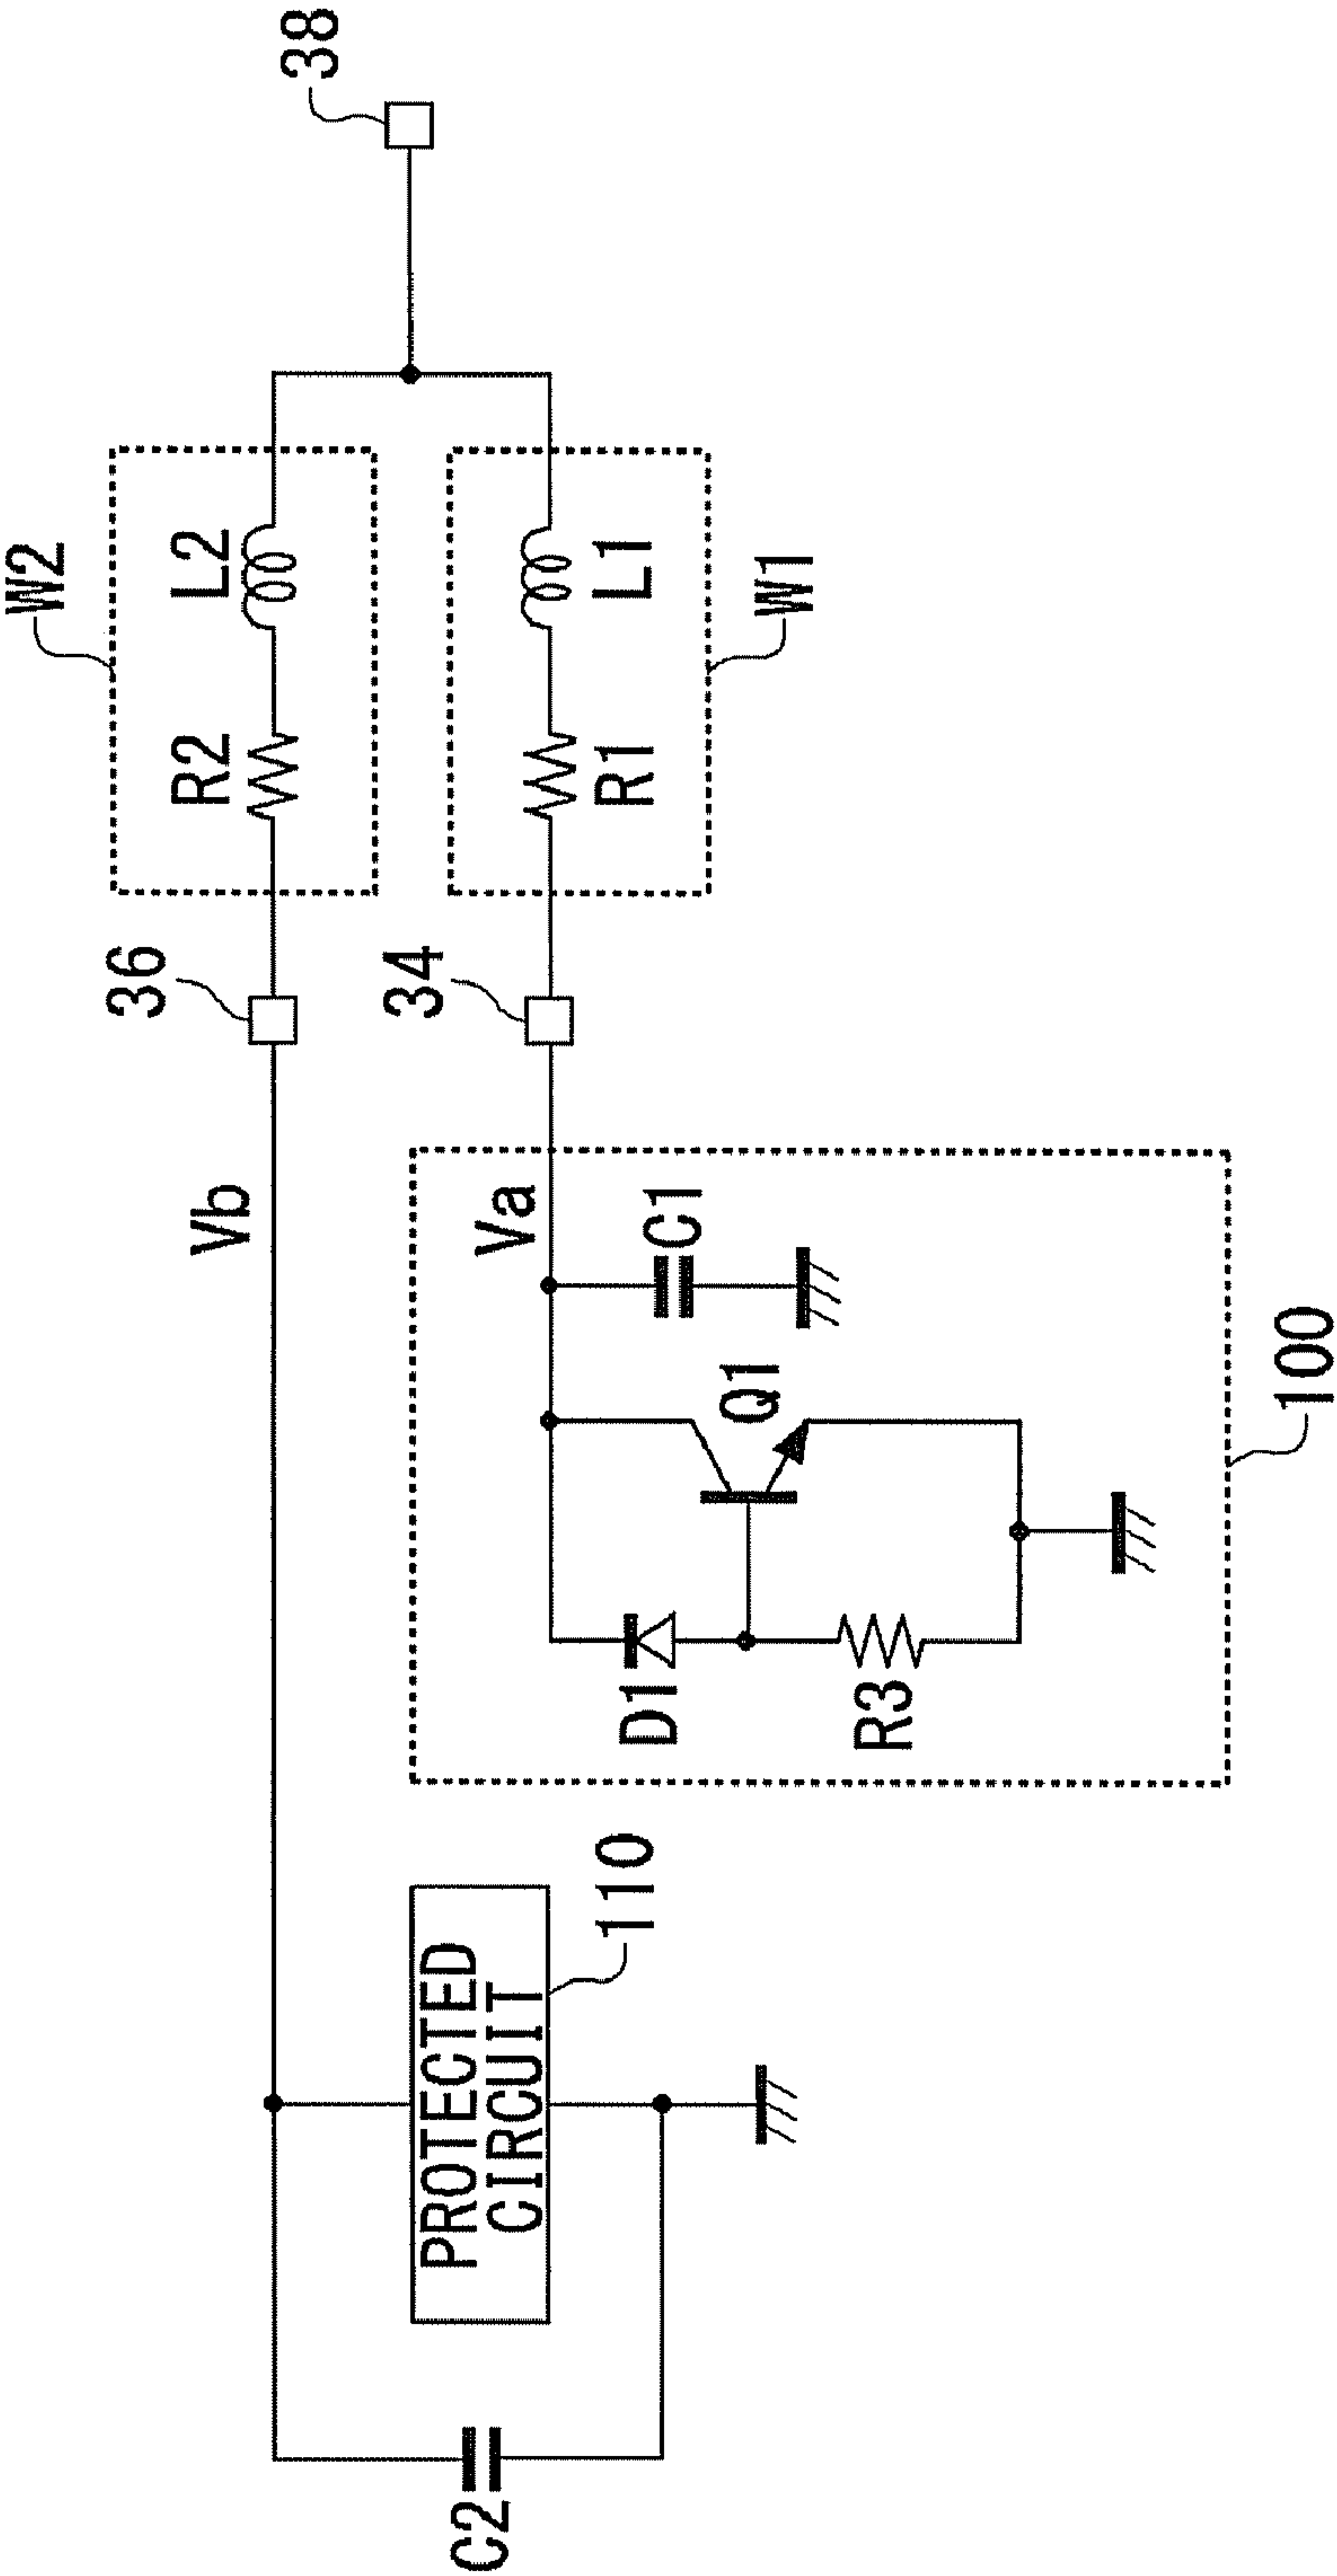 W2
36
R2
L2
Vb
38
34
Va
C2
PROTECTED
CIRCUIT
110
D1
C1
R1
L1
Q1
W1
R3
100